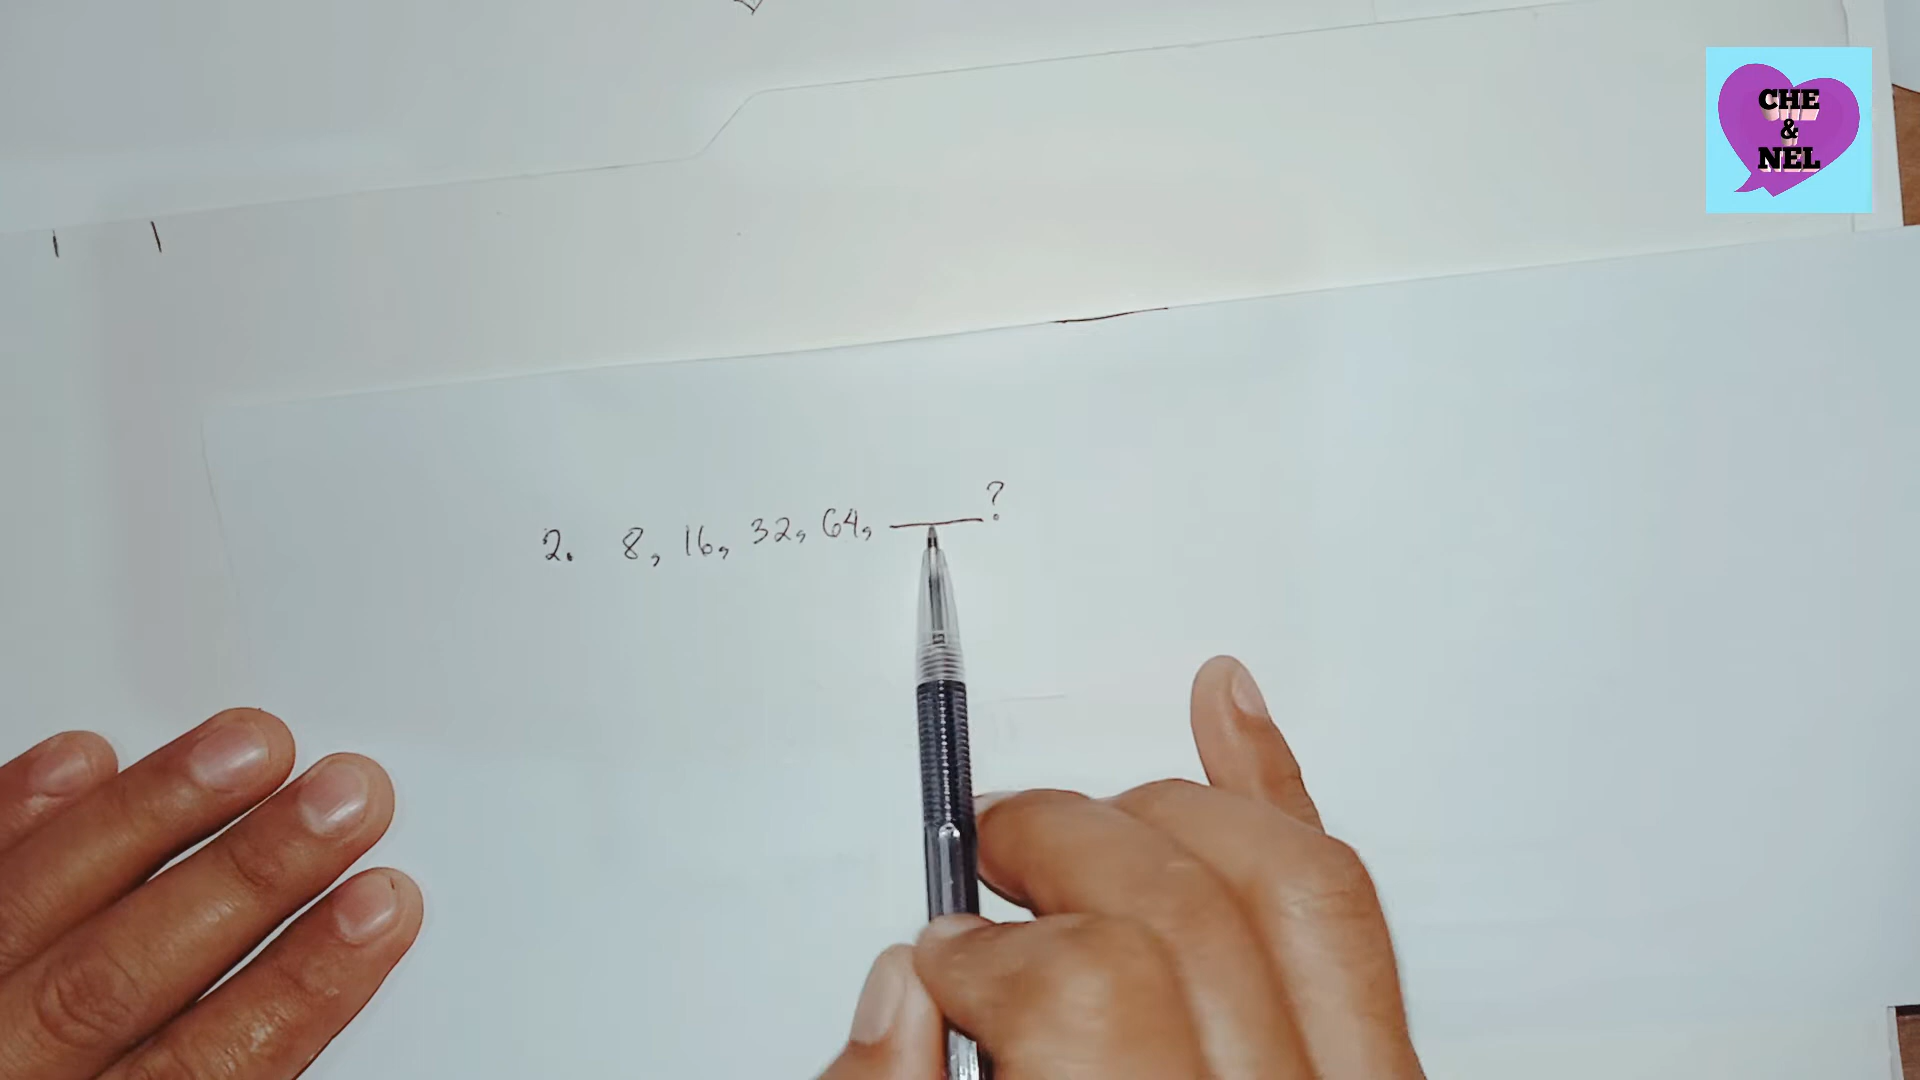 CHE
&
NEL
2. 8, 16, 32, 64, ____?